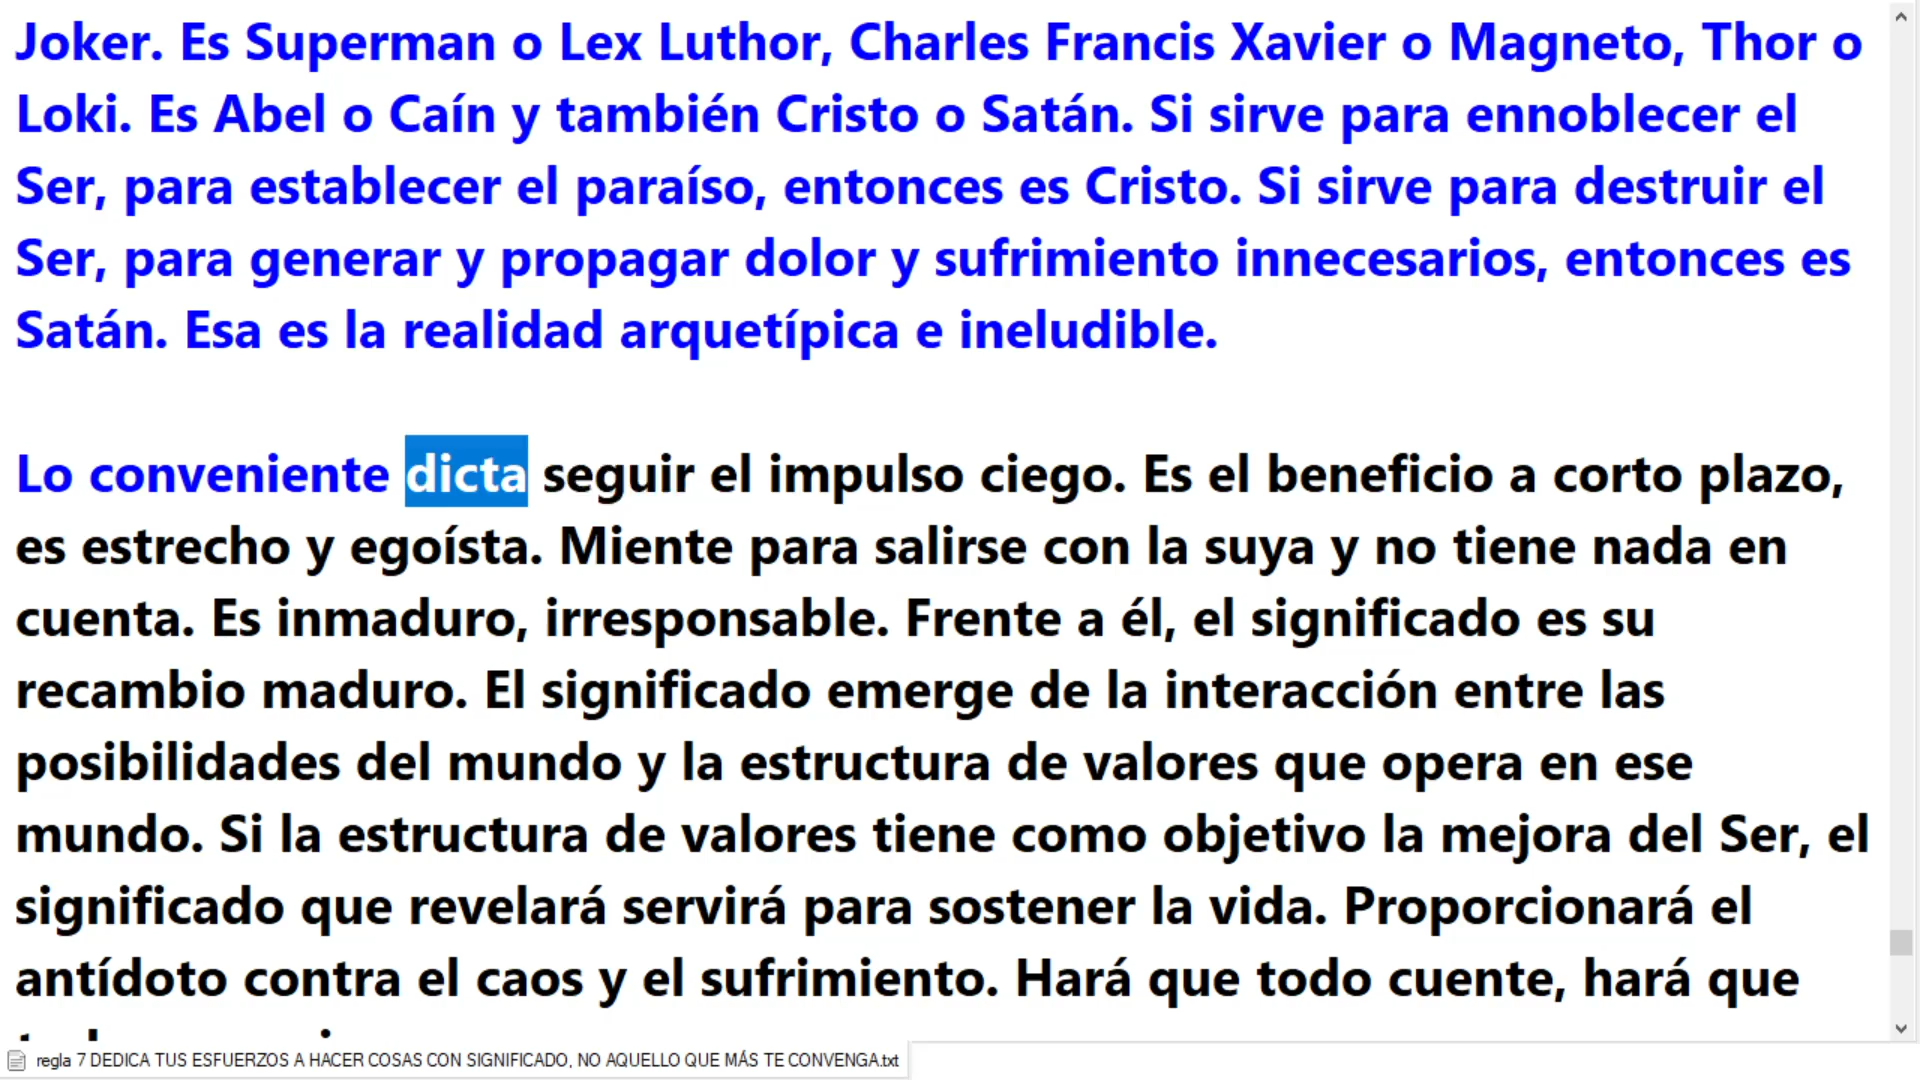 Joker. Es Superman o Lex Luthor, Charles Francis Xavier o Magneto, Thor o
Loki. Es Abel o Caín y también Cristo o Satán. Si sirve para ennoblecer el
Ser, para establecer el paraíso, entonces es Cristo. Si sirve para destruir el
Ser, para generar y propagar dolor y sufrimiento innecesarios, entonces es
Satán. Esa es la realidad arquetípica e ineludible.
Lo conveniente dicta seguir el impulso ciego. Es el beneficio a corto plazo,
es estrecho y egoísta. Miente para salirse con la suya y no tiene nada en
cuenta. Es inmaduro, irresponsable. Frente a él, el significado es su
recambio maduro. El significado emerge de la interacción entre las
posibilidades del mundo y la estructura de valores que opera en ese
mundo. Si la estructura de valores tiene como objetivo la mejora del Ser, el
significado que revelará servirá para sostener la vida. Proporcionará el
antídoto contra el caos y el sufrimiento. Hará que todo cuente, hará que
regla 7 DEDICA TUS ESFUERZOS A HACER COSAS CON SIGNIFICADO, NO AQUELLO QUE MÁS TE CONVENGA.txt